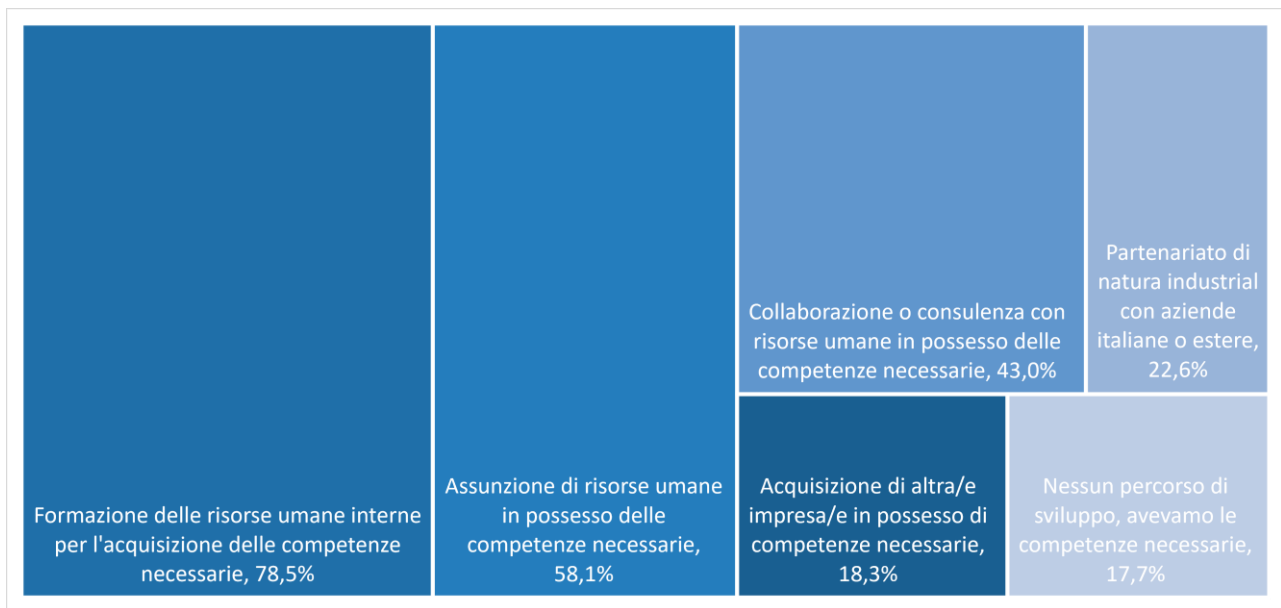 Formazione delle risorse umane interne
per l'acquisizione delle competenze
necessarie, 78,5%
Assunzione di risorse umane
in possesso delle
competenze necessarie,
58,1%
Collaborazione o consulenza con
risorse umane in possesso delle
competenze necessarie, 43,0%
Partenariato di
natura industrial
con aziende
italiane o estere,
22,6%
Acquisizione di altra/e
impresa/e in possesso di
competenze necessarie,
18,3%
Nessun percorso di
sviluppo, avevamo le
competenze necessarie,
17,7%